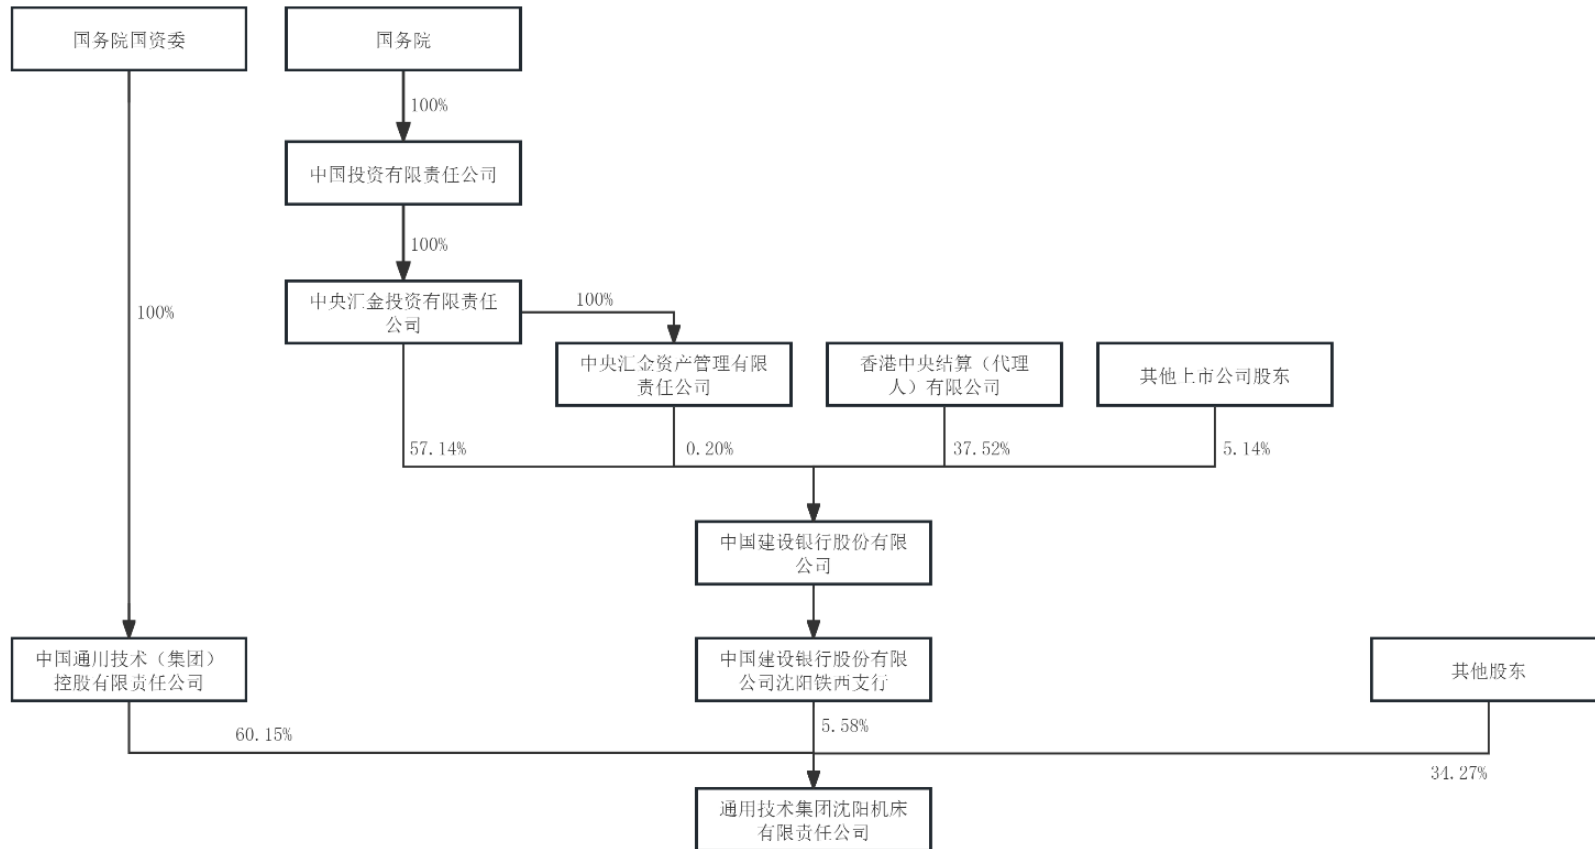 国务院国资委
国务院
100%
中国投资有限责任公司
100%
中央汇金投资有限责任
公司
100%
100%
中央汇金资产管理有限
责任公司
香港中央结算（代理
人）有限公司
其他上市公司股东
57.14%
0.20%
37.52%
5.14%
中国建设银行股份有限
公司
中国通用技术（集团）
控股有限责任公司
中国建设银行股份有限
公司沈阳铁西支行
其他股东
60.15%
5.58%
34.27%
通用技术集团沈阳机床
有限责任公司